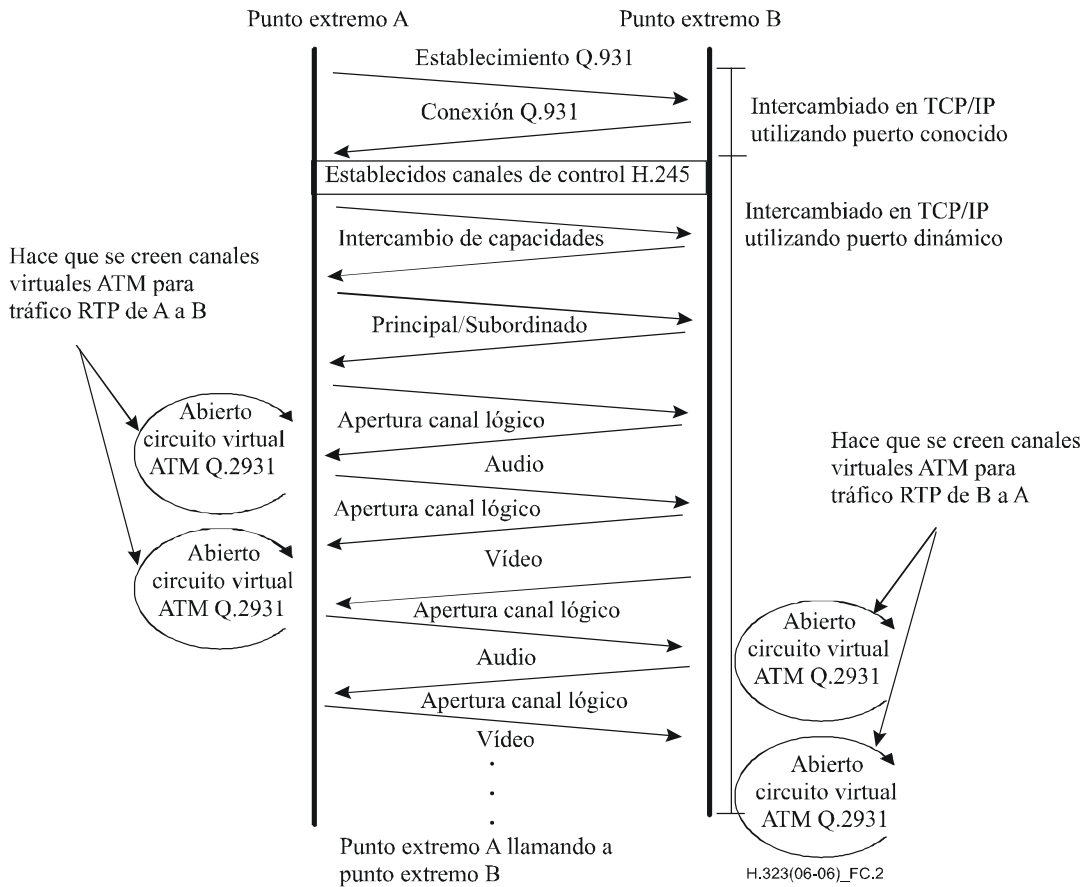 Punto extremo A
Punto extremo B
Establecimiento Q.931
Conexión Q.931
Intercambiado en TCP/IP
utilizando puerto conocido
Establecidos canales de control H.245
Intercambiado en TCP/IP
utilizando puerto dinámico
Intercambio de capacidades
Hace que se creen canales
virtuales ATM para
tráfico RTP de A a B
Principal/Subordinado
Abierto
circuito virtual
ATM Q.2931
Apertura canal lógico
Audio
Hace que se creen canales
virtuales ATM para
tráfico RTP de B a A
Apertura canal lógico
Vídeo
Abierto
circuito virtual
ATM Q.2931
Apertura canal lógico
Audio
Abierto
circuito virtual
ATM Q.2931
Apertura canal lógico
Vídeo
Abierto
circuito virtual
ATM Q.2931
Punto extremo A llamando a
punto extremo B
H.323(06-06)_FC.2